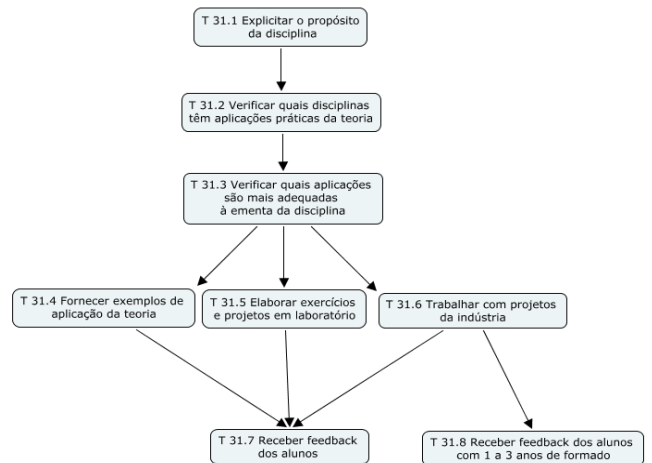 T 31.1 Explicitar o propósito
da disciplina
T 31.2 Verificar quais disciplinas
têm aplicações práticas da teoria
T 31.3 Verificar quais aplicações
são mais adequadas
à ementa da disciplina
T 31.4 Fornecer exemplos de
aplicação da teoria
T 31.5 Elaborar exercícios
e projetos em laboratório
T 31.6 Trabalhar com projetos
da indústria
T 31.7 Receber feedback
dos alunos
T 31.8 Receber feedback dos alunos
com 1 a 3 anos de formado